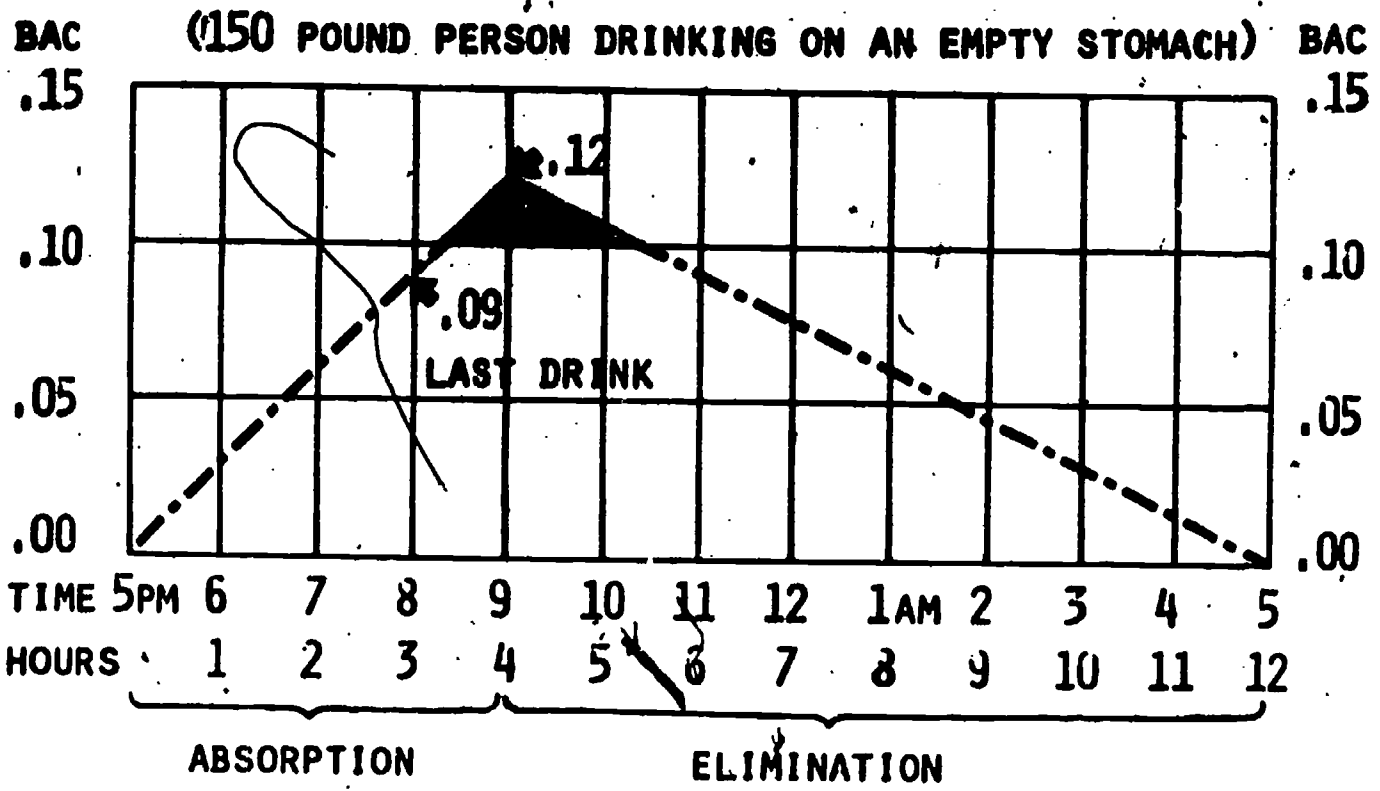 BAC (150 POUND PERSON DRINKING ON AN EMPTY STOMACH) BAC
.15 .15
.12
.10 .10
.09
LAST DRINK
.05 .05
.00 .00
TIME 5PM 6 7 8 9 10 11 12 1AM 2 3 4 5
HOURS 1 2 3 4 5 6 7 8 9 10 11 12
ABSORPTION ELIMINATION